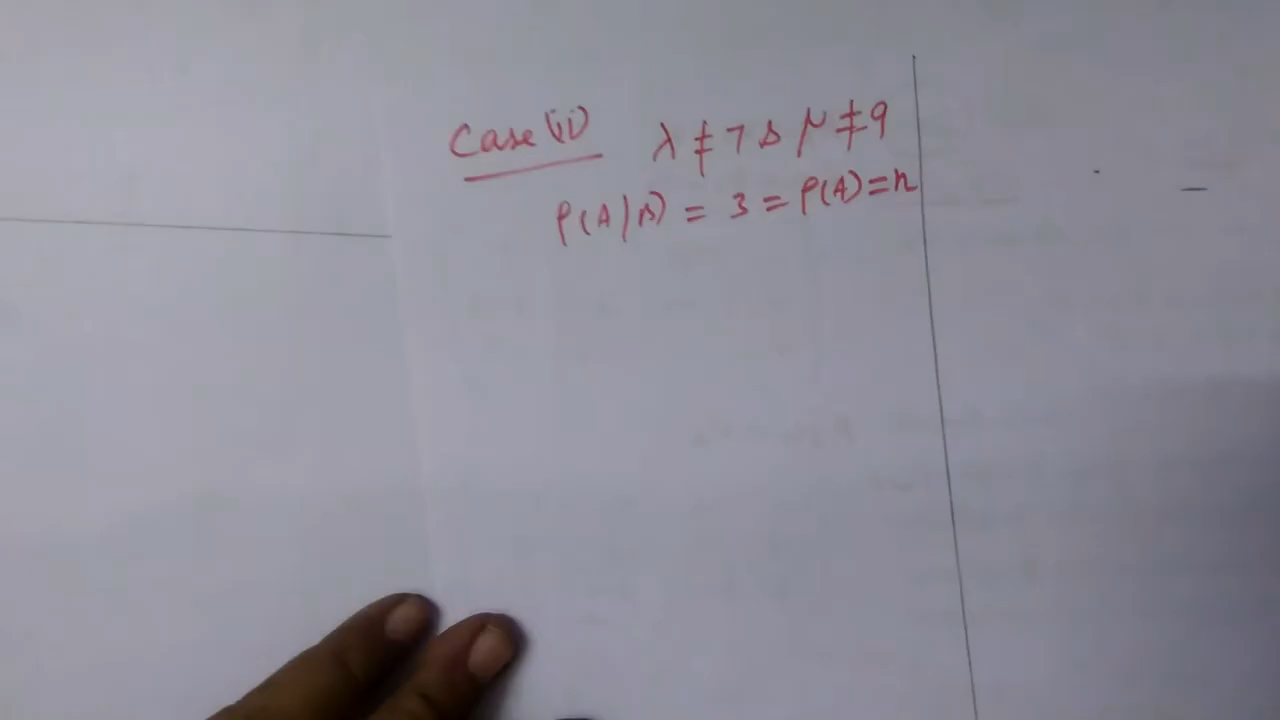 Case (ii) λ ≠ 7 & μ ≠ 9
ρ(A/B) = 3 = ρ(A) = n